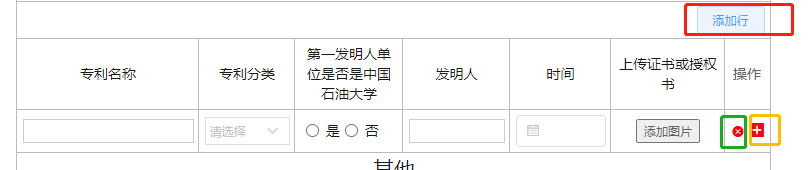 添加行
专利名称
专利分类
第一发明人单
位是否是中国
石油大学
发明人
时间
上传证书或授权
书
操作
请选择
是 否
添加图片
其他